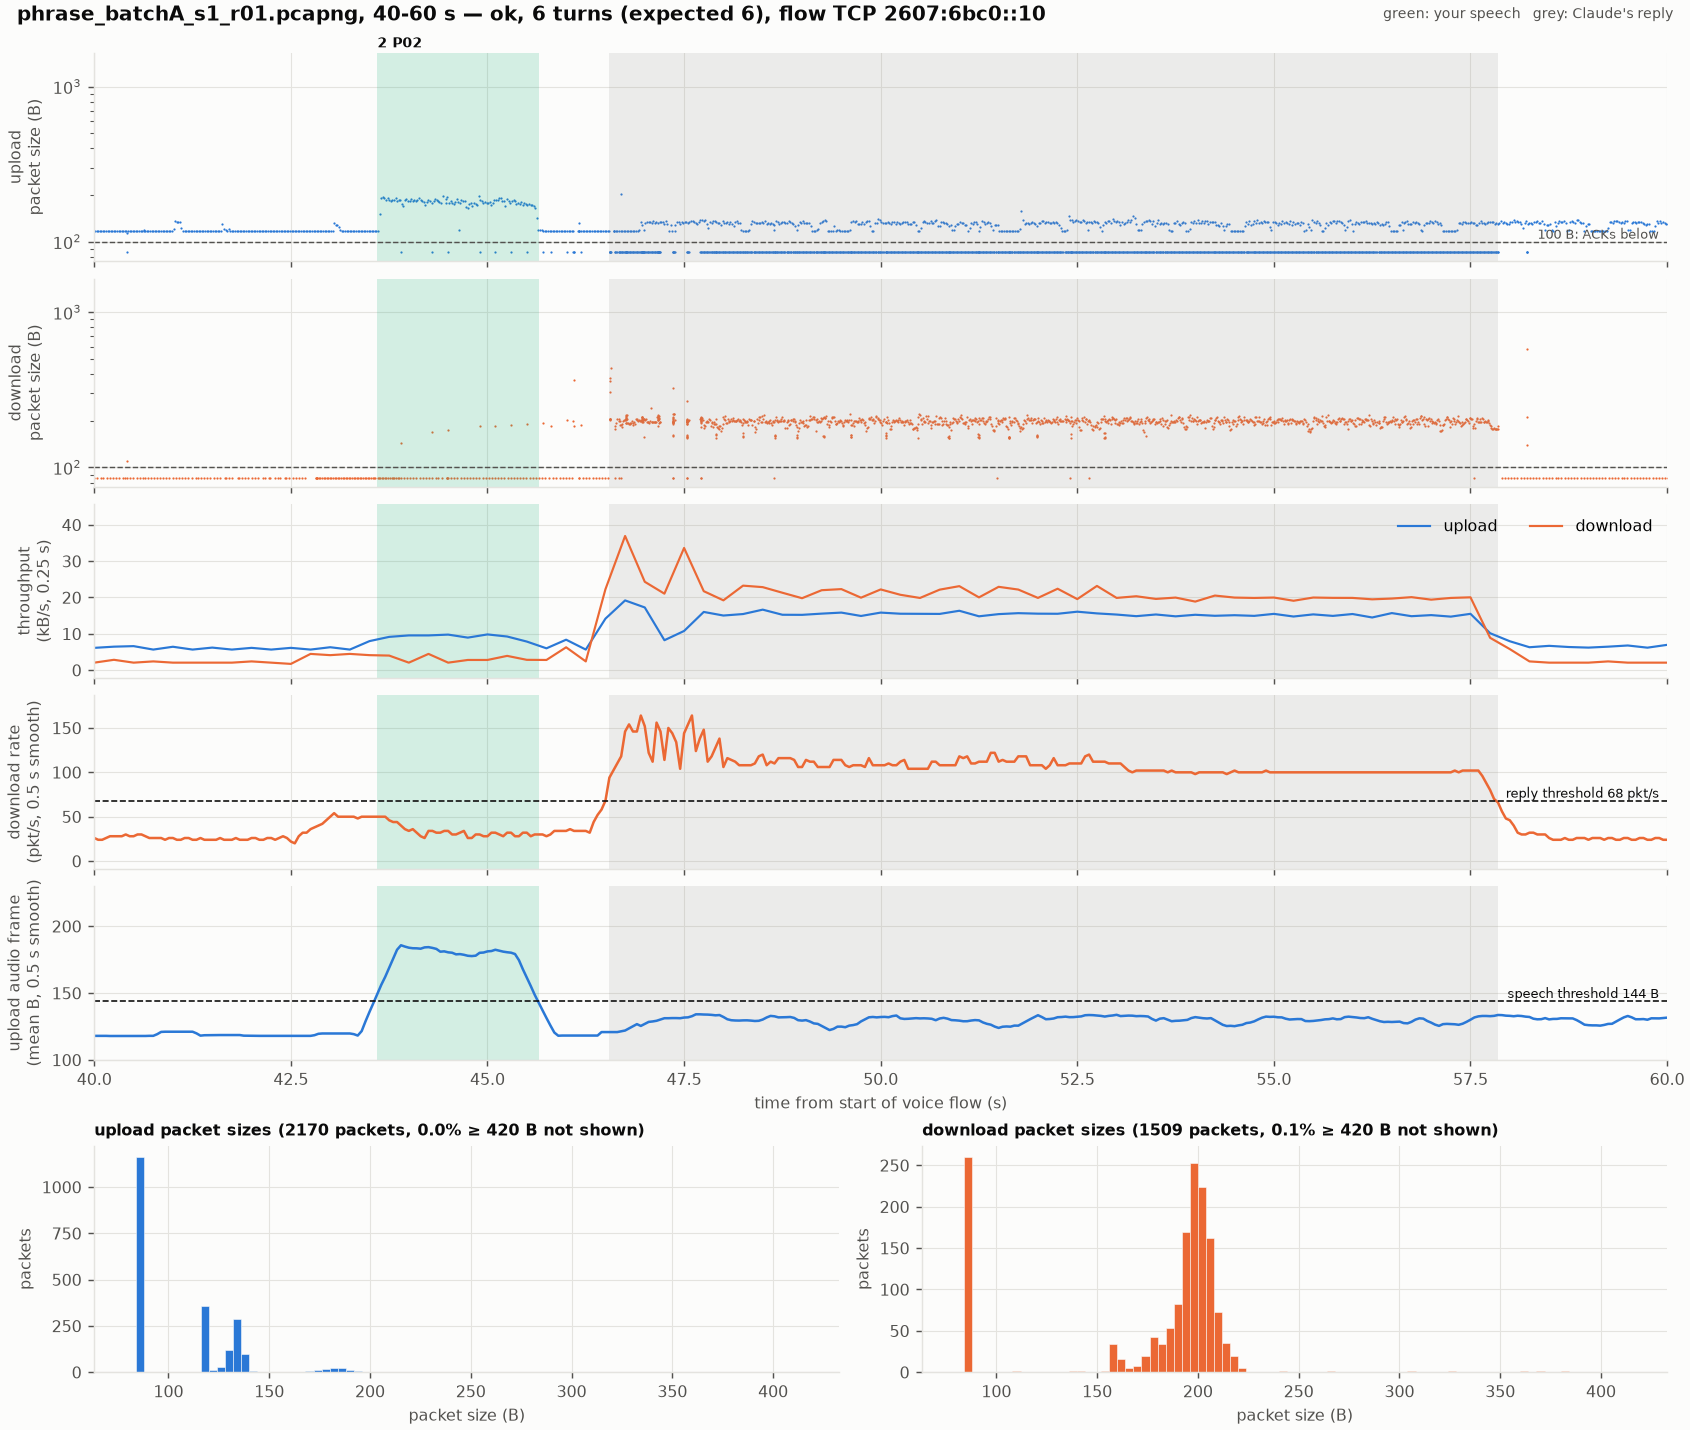 phrase_batchA_s1_r01.pcapng, 40-60 s — ok, 6 turns (expected 6), flow TCP 2607:6bc0::10
green: your speech   grey: Claude's reply
2 P02
upload
packet size (B)
10³
10²
100 B: ACKs below
download
packet size (B)
10³
10²
throughput
(kB/s, 0.25 s)
40
30
20
10
0
upload
download
download rate
(pkt/s, 0.5 s smooth)
150
100
50
0
reply threshold 68 pkt/s
upload audio frame
(mean B, 0.5 s smooth)
200
150
100
speech threshold 144 B
40.0 42.5 45.0 47.5 50.0 52.5 55.0 57.5 60.0
time from start of voice flow (s)
upload packet sizes (2170 packets, 0.0% ≥ 420 B not shown)
packets
1000
750
500
250
0
100 150 200 250 300 350 400
packet size (B)
download packet sizes (1509 packets, 0.1% ≥ 420 B not shown)
packets
250
200
150
100
50
0
100 150 200 250 300 350 400
packet size (B)